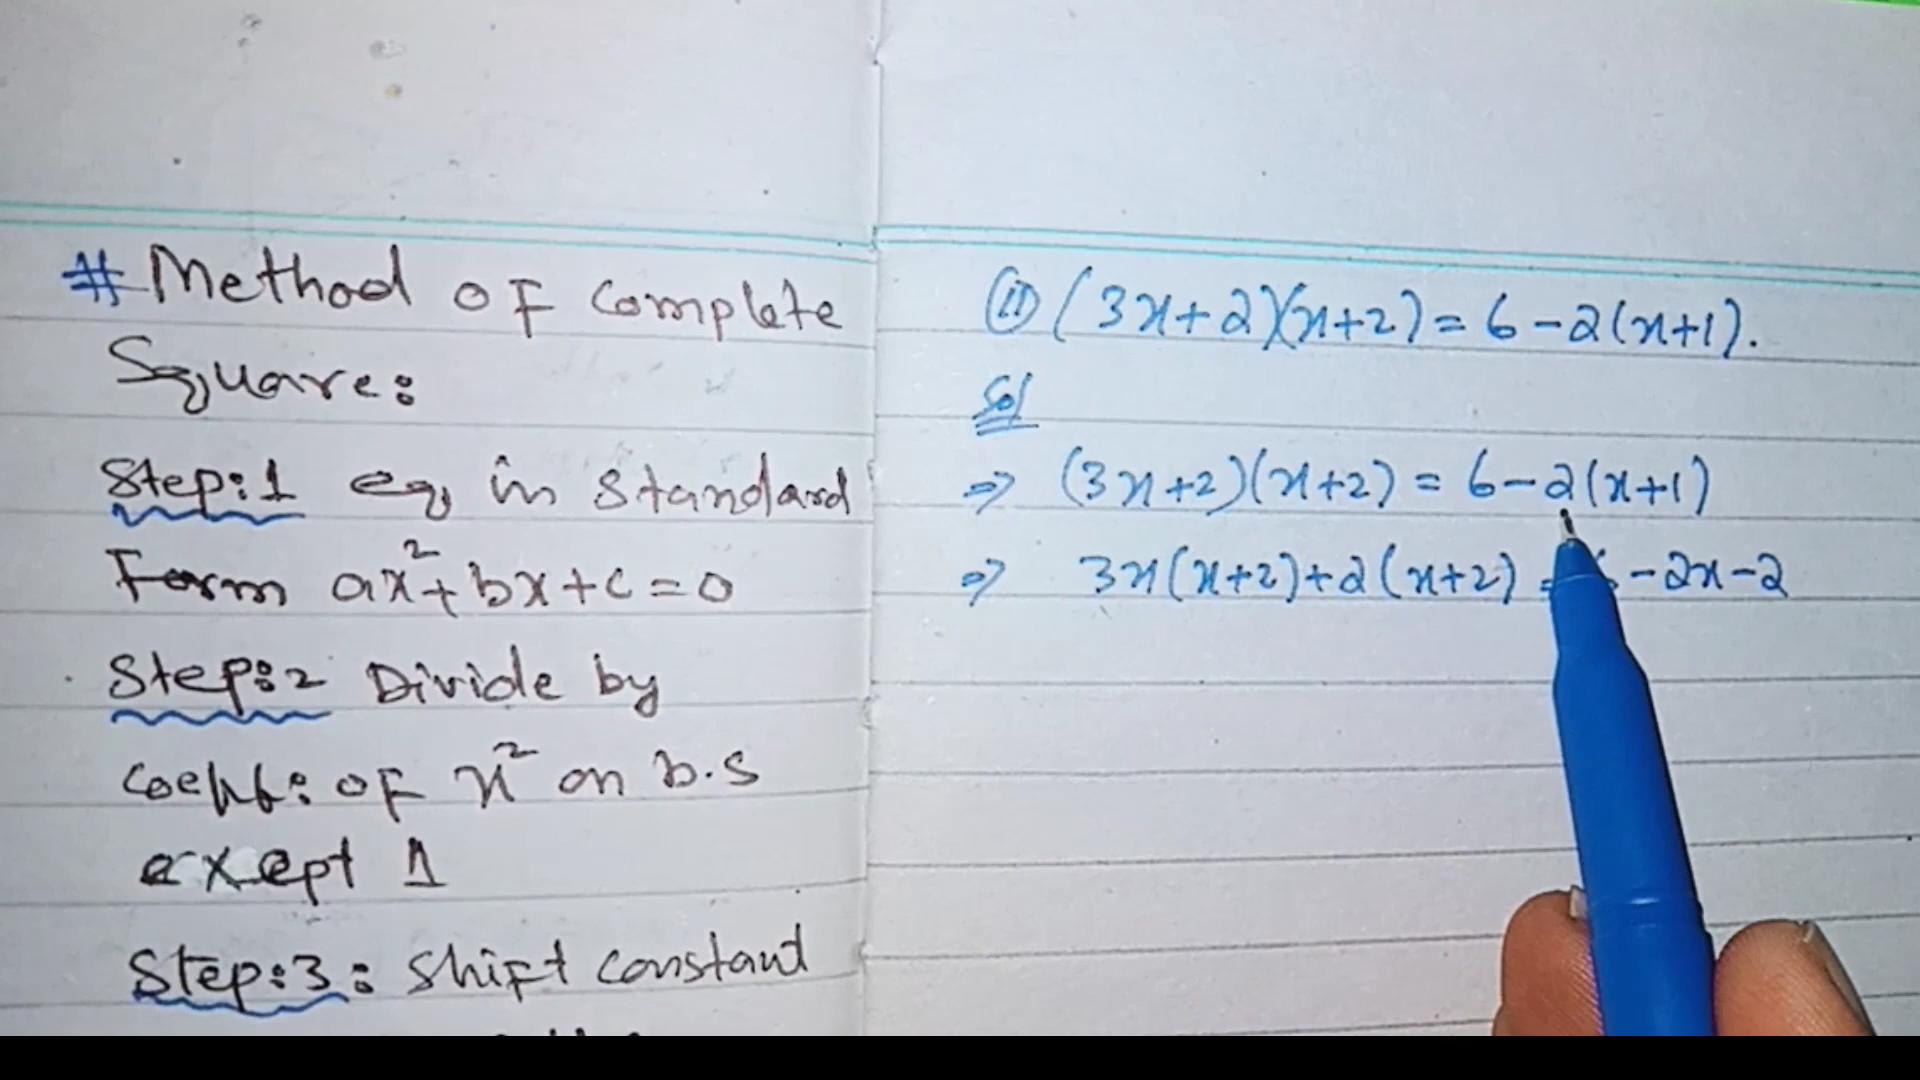 # Method OF Complete
Square:
Step:1 eq in standard
Form ax²+bx+c=0
Step:2 Divide by
coeff: of x² on b.s
except 1
Step:3: Shift constant
(ii) (3x+2)(x+2)=6-2(x+1).
Sol
⇒ (3x+2)(x+2) = 6-2(x+1)
⇒ 3x(x+2)+2(x+2) = 6-2x-2